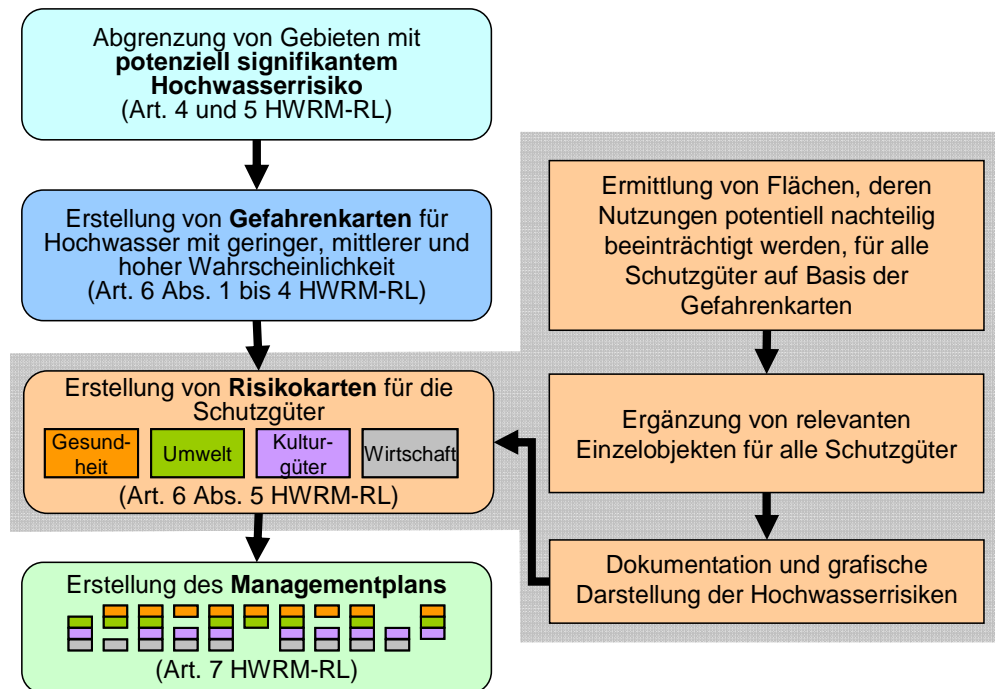 Abgrenzung von Gebieten mit
potenziell signifikantem
Hochwasserrisiko
(Art. 4 und 5 HWRM-RL)
Erstellung von Gefahrenkarten für
Hochwasser mit geringer, mittlerer und
hoher Wahrscheinlichkeit
(Art. 6 Abs. 1 bis 4 HWRM-RL)
Erstellung von Risikokarten für die
Schutzgüter
Gesund-
heit
Umwelt
Kultur-
güter
Wirtschaft
(Art. 6 Abs. 5 HWRM-RL)
Erstellung des Managementplans
(Art. 7 HWRM-RL)
Ermittlung von Flächen, deren
Nutzungen potentiell nachteilig
beeinträchtigt werden, für alle
Schutzgüter auf Basis der
Gefahrenkarten
Ergänzung von relevanten
Einzelobjekten für alle Schutzgüter
Dokumentation und grafische
Darstellung der Hochwasserrisiken